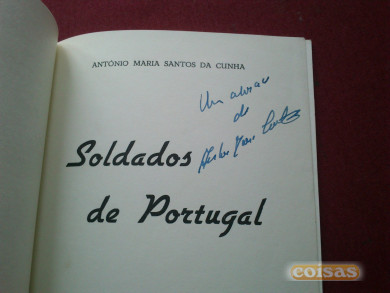 ANTÓNIO MARIA SANTOS DA CUNHA
Um abraço
de
Soldados
de Portugal
coisas